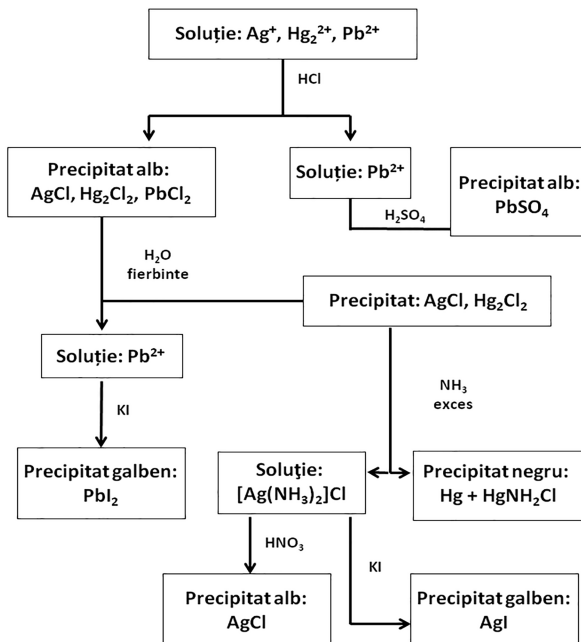 Soluție: Ag⁺, Hg₂²⁺, Pb²⁺
HCl
Precipitat alb:
AgCl, Hg₂Cl₂, PbCl₂
Soluție: Pb²⁺
Precipitat alb:
PbSO₄
H₂SO₄
H₂O
fierbinte
Precipitat: AgCl, Hg₂Cl₂
Soluție: Pb²⁺
NH₃
exces
KI
Precipitat galben:
PbI₂
Soluţie:
[Ag(NH₃)₂]Cl
Precipitat negru:
Hg + HgNH₂Cl
HNO₃
KI
Precipitat alb:
AgCl
Precipitat galben:
AgI